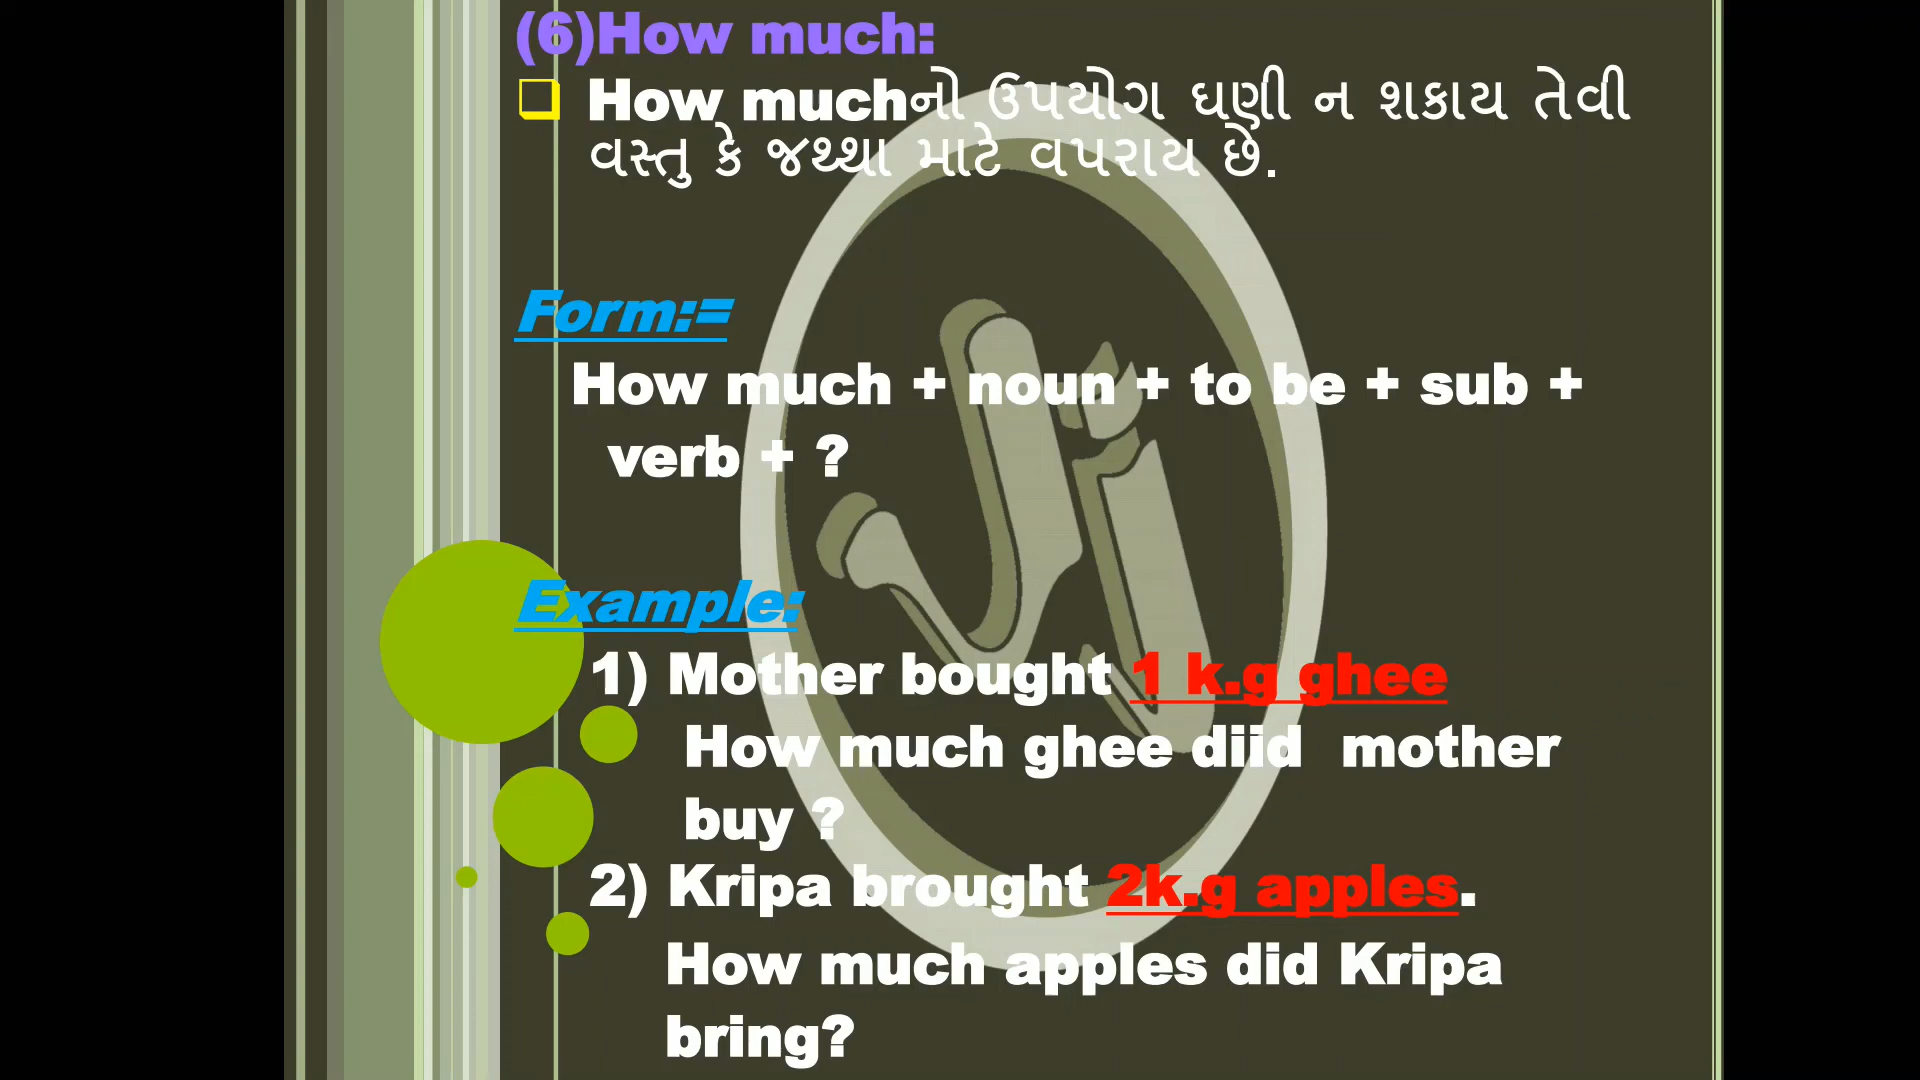 (6)How much:
How muchનો ઉપયોગ ઘણી ન શકાય તેવી
વસ્તુ કે જથ્થા માટે વપરાય છે.
Form:=
How much + noun + to be + sub +
verb + ?
Example:
1) Mother bought 1 k.g ghee
How much ghee diid mother
buy ?
2) Kripa brought 2k.g apples.
How much apples did Kripa
bring?